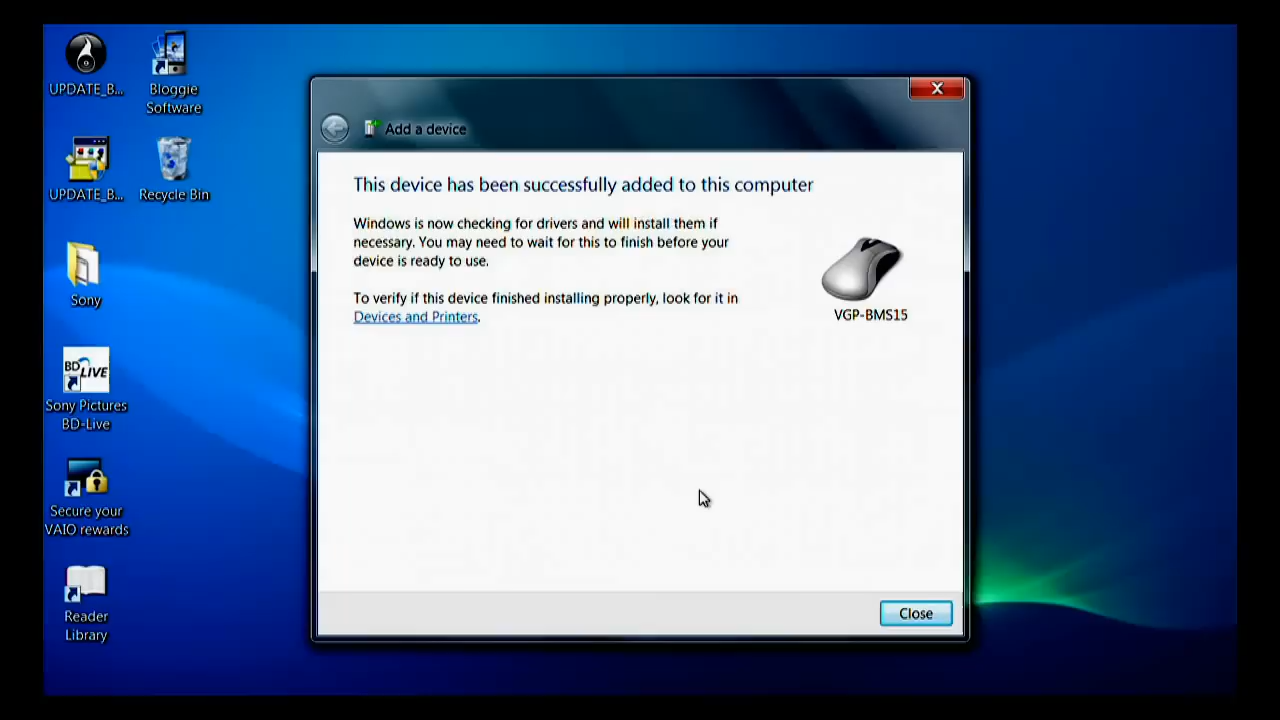 UPDATE_B...
Bloggie
Software
UPDATE_B...
Recycle Bin
Sony
BD LIVE
Sony Pictures
BD-Live
Secure your
VAIO rewards
Reader
Library
Add a device
This device has been successfully added to this computer
Windows is now checking for drivers and will install them if
necessary. You may need to wait for this to finish before your
device is ready to use.
To verify if this device finished installing properly, look for it in
Devices and Printers.
VGP-BMS15
Close